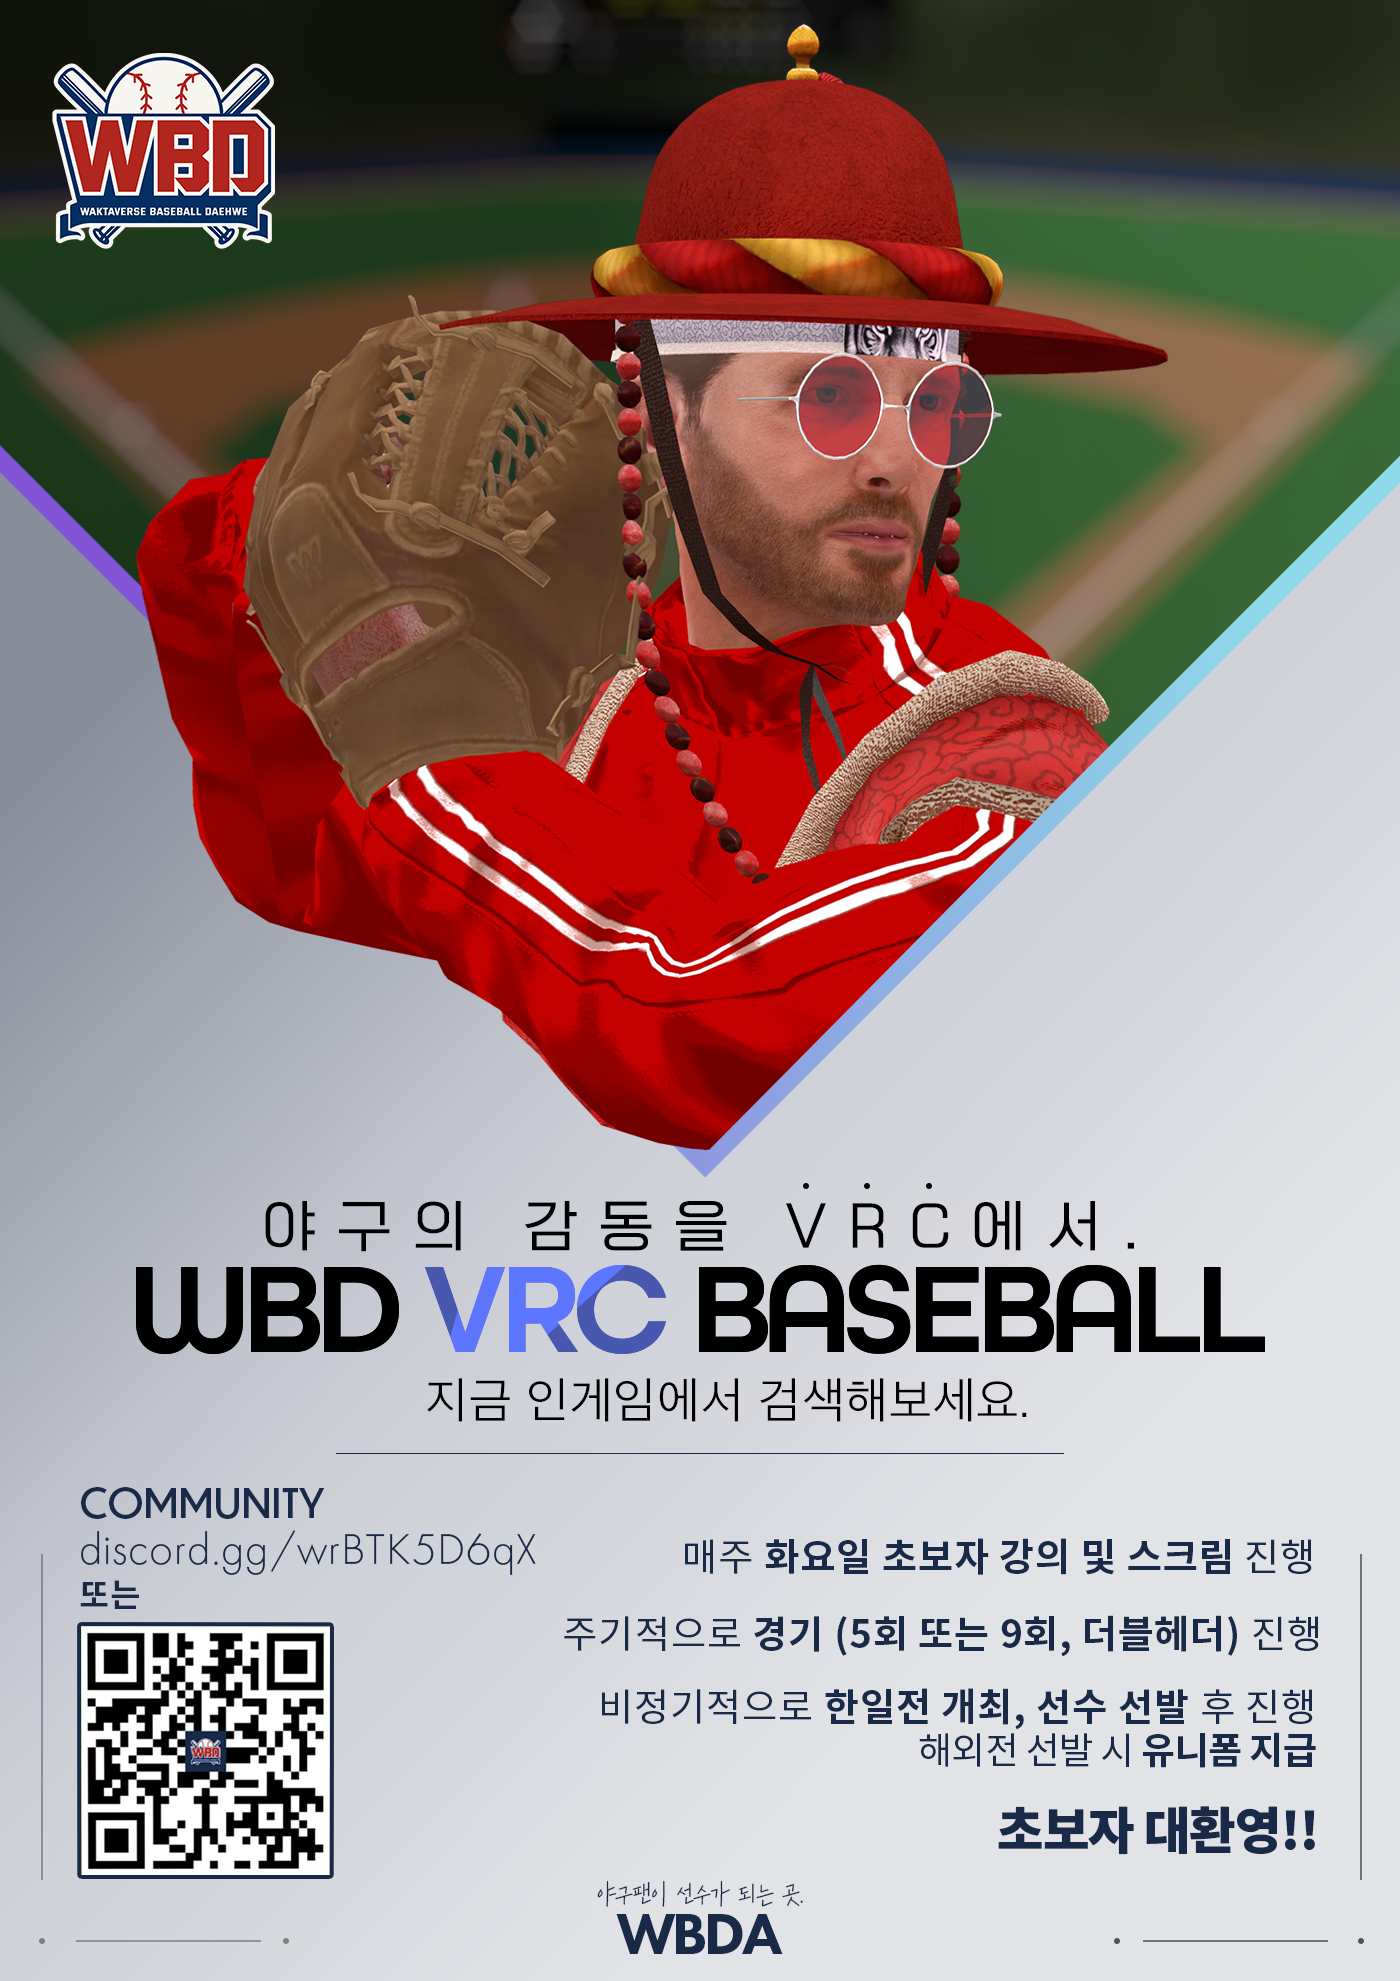 WBD
WAKTAVERSE BASEBALL DAEHWE
야구의 감동을 VRC에서.
WBD VRC BASEBALL
지금 인게임에서 검색해보세요.
COMMUNITY
discord.gg/wrBTK5D6qX
또는
WBD
매주 화요일 초보자 강의 및 스크림 진행
주기적으로 경기 (5회 또는 9회, 더블헤더) 진행
비정기적으로 한일전 개최, 선수 선발 후 진행
해외전 선발 시 유니폼 지급
초보자 대환영!!
야구팬이 선수가 되는 곳.
WBDA